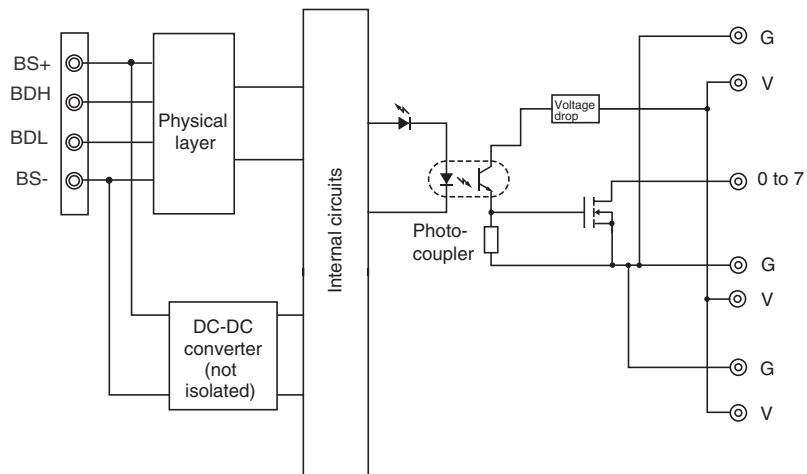 BS+
BDH
BDL
BS-
Physical
layer
DC-DC
converter
(not
isolated)
Internal circuits
Photo-
coupler
Voltage
drop
G
V
0 to 7
G
V
G
V